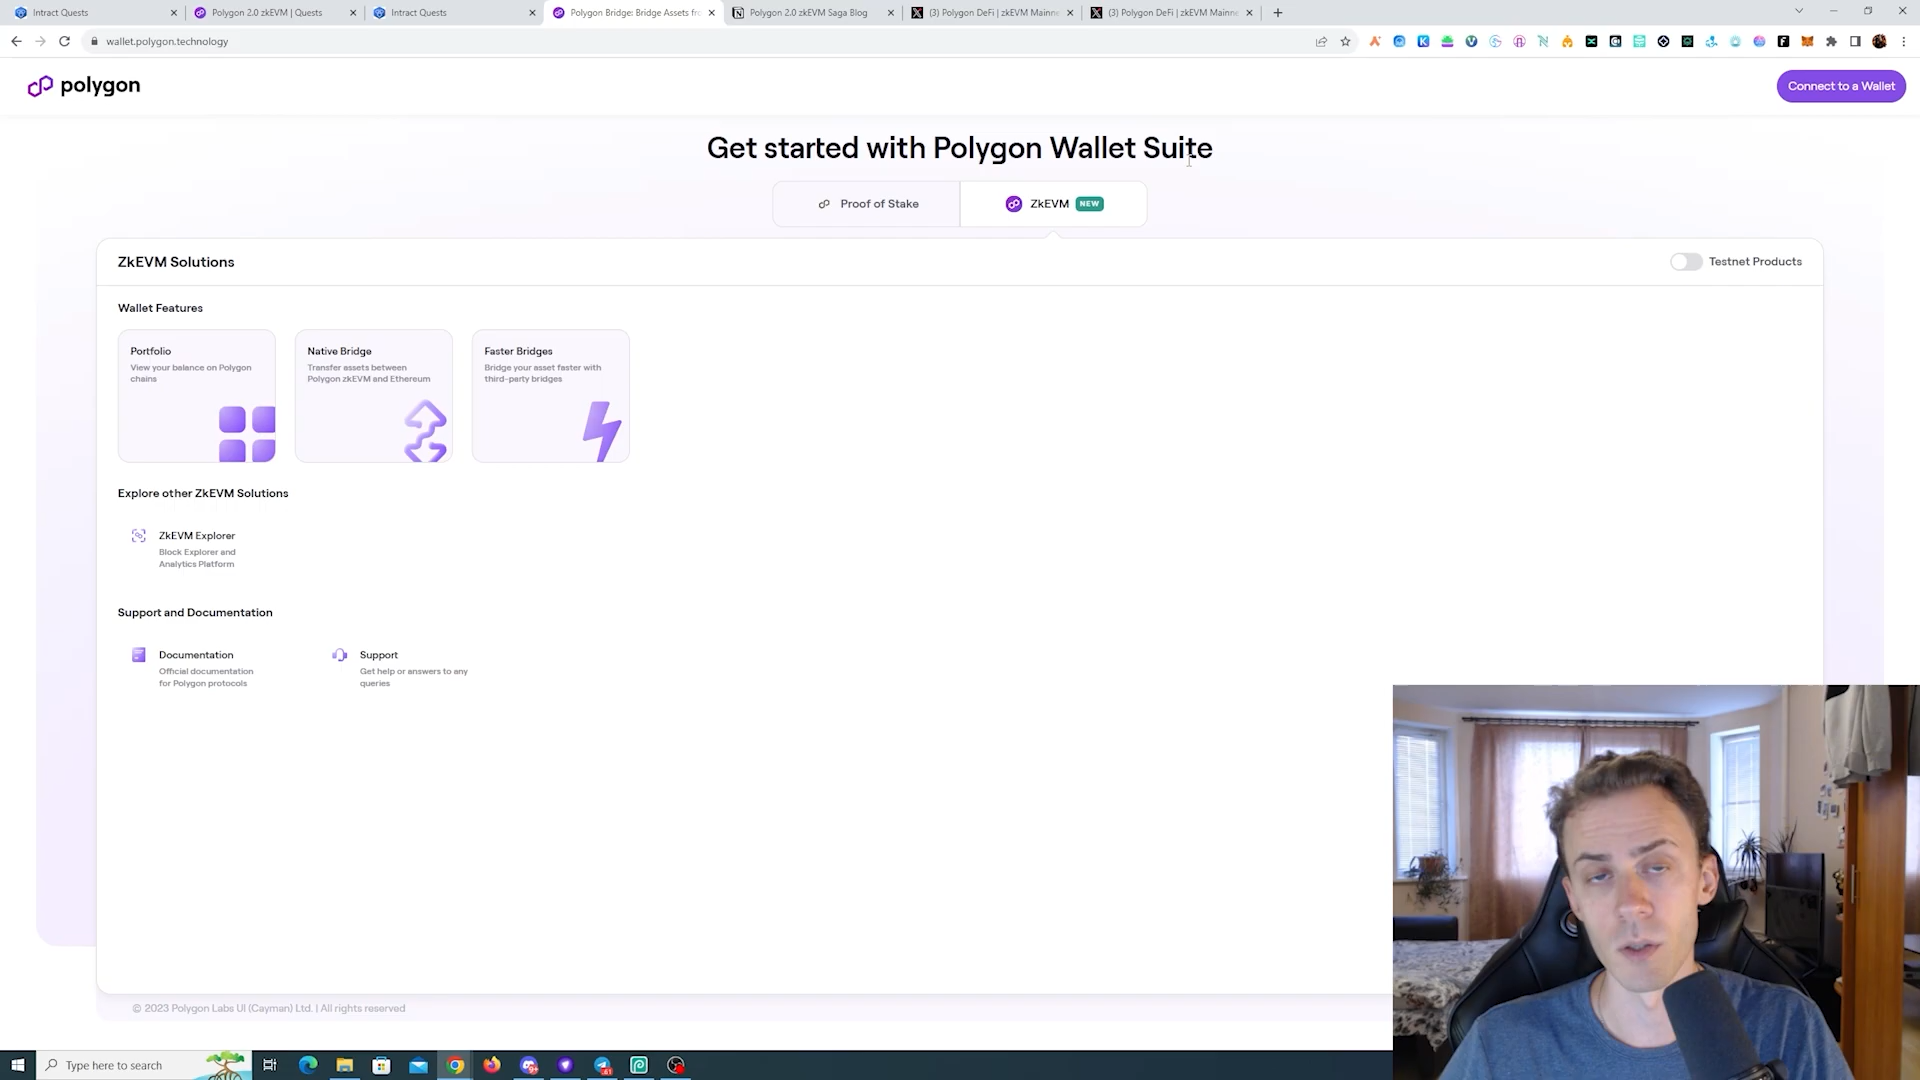 Intract Quests
Polygon 2.0 zkEVM | Quests
Intract Quests
Polygon Bridge: Bridge Assets fro
Polygon 2.0 zkEVM Saga Blog
(3) Polygon DeFi | zkEVM Mainne
(3) Polygon DeFi | zkEVM Mainne
wallet.polygon.technology
polygon
Connect to a Wallet
Get started with Polygon Wallet Suite
Proof of Stake
ZkEVM NEW
ZkEVM Solutions
Testnet Products
Wallet Features
Portfolio
View your balance on Polygon
chains
Native Bridge
Transfer assets between
Polygon zkEVM and Ethereum
Faster Bridges
Bridge your asset faster with
third-party bridges
Explore other ZkEVM Solutions
ZkEVM Explorer
Block Explorer and
Analytics Platform
Support and Documentation
Documentation
Official documentation
for Polygon protocols
Support
Get help or answers to any
queries
© 2023 Polygon Labs UI (Cayman) Ltd. | All rights reserved
Type here to search